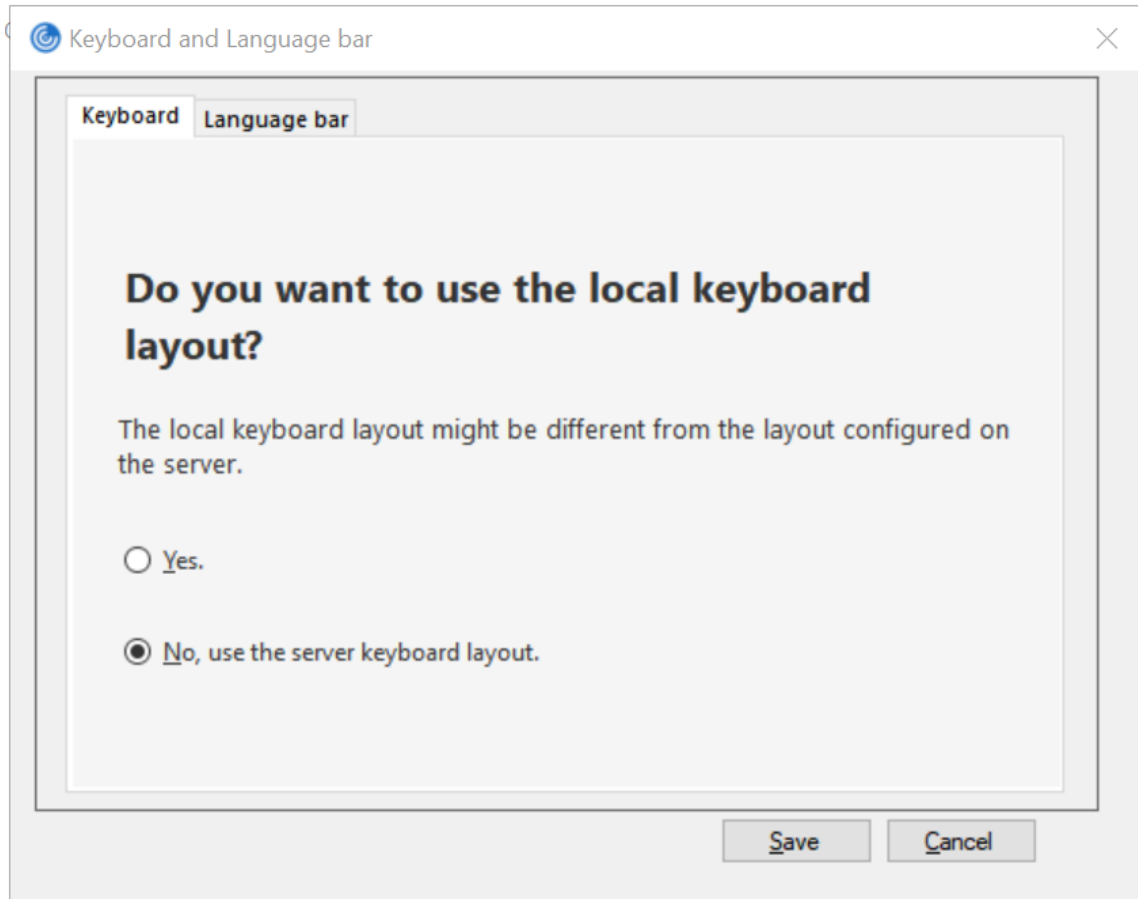 Keyboard and Language bar
Keyboard
Language bar
Do you want to use the local keyboard
layout?
The local keyboard layout might be different from the layout configured on
the server.
Yes.
No, use the server keyboard layout.
Save
Cancel